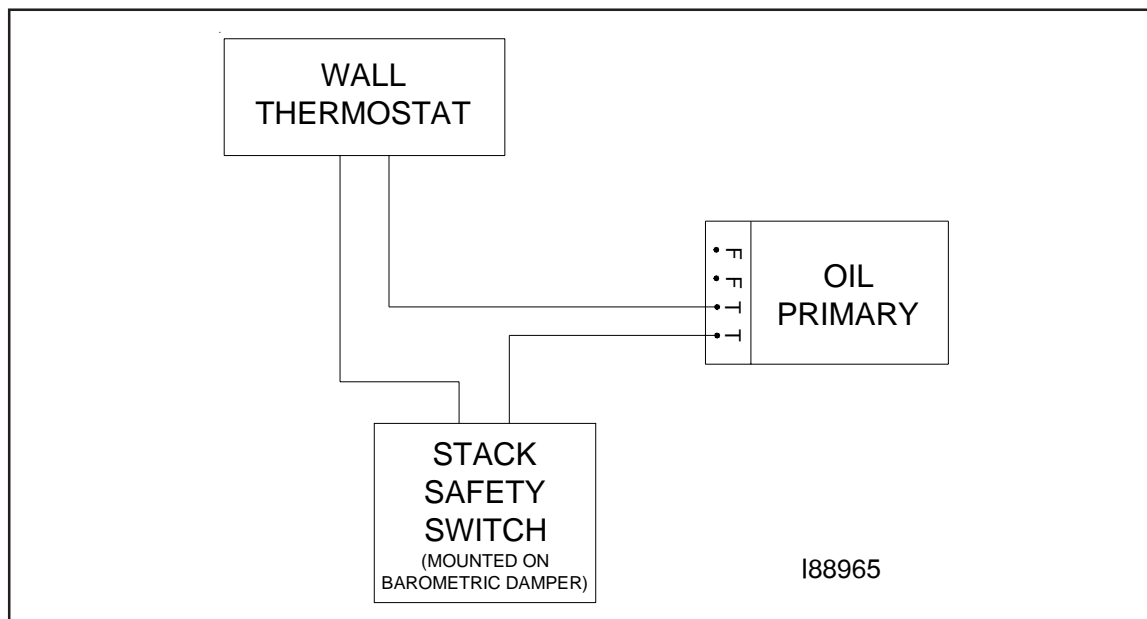 WALL
THERMOSTAT
F
F
T
T
OIL
PRIMARY
STACK
SAFETY
SWITCH
(MOUNTED ON
BAROMETRIC DAMPER)
I88965